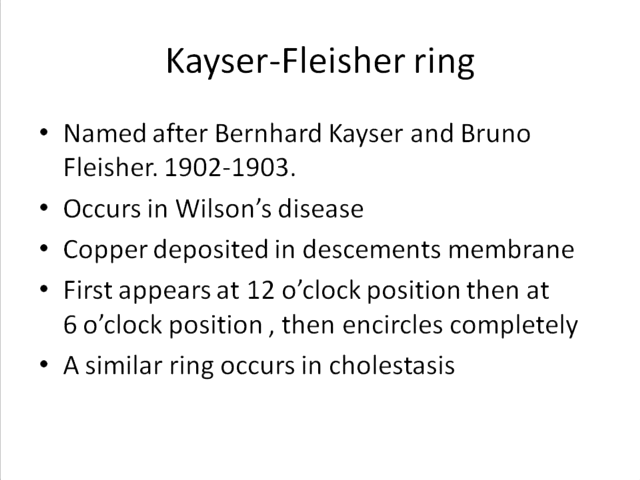 Kayser-Fleisher ring
• Named after Bernhard Kayser and Bruno
Fleisher. 1902-1903.
• Occurs in Wilson’s disease
• Copper deposited in descements membrane
• First appears at 12 o’clock position then at
6 o’clock position , then encircles completely
• A similar ring occurs in cholestasis